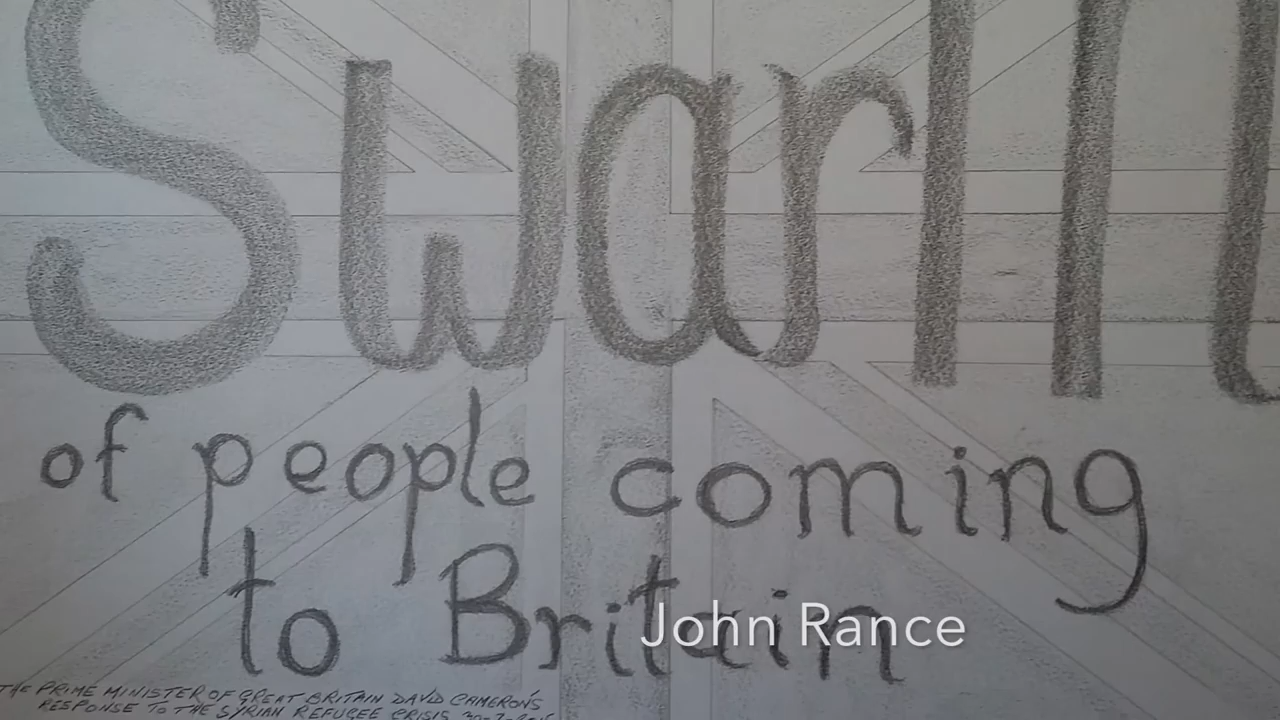 Swarm
of people coming
to Britain
John Rance
THE PRIME MINISTER OF GREAT BRITAIN DAVID CAMERON'S
RESPONSE TO THE SYRIAN REFUGEE CRISIS